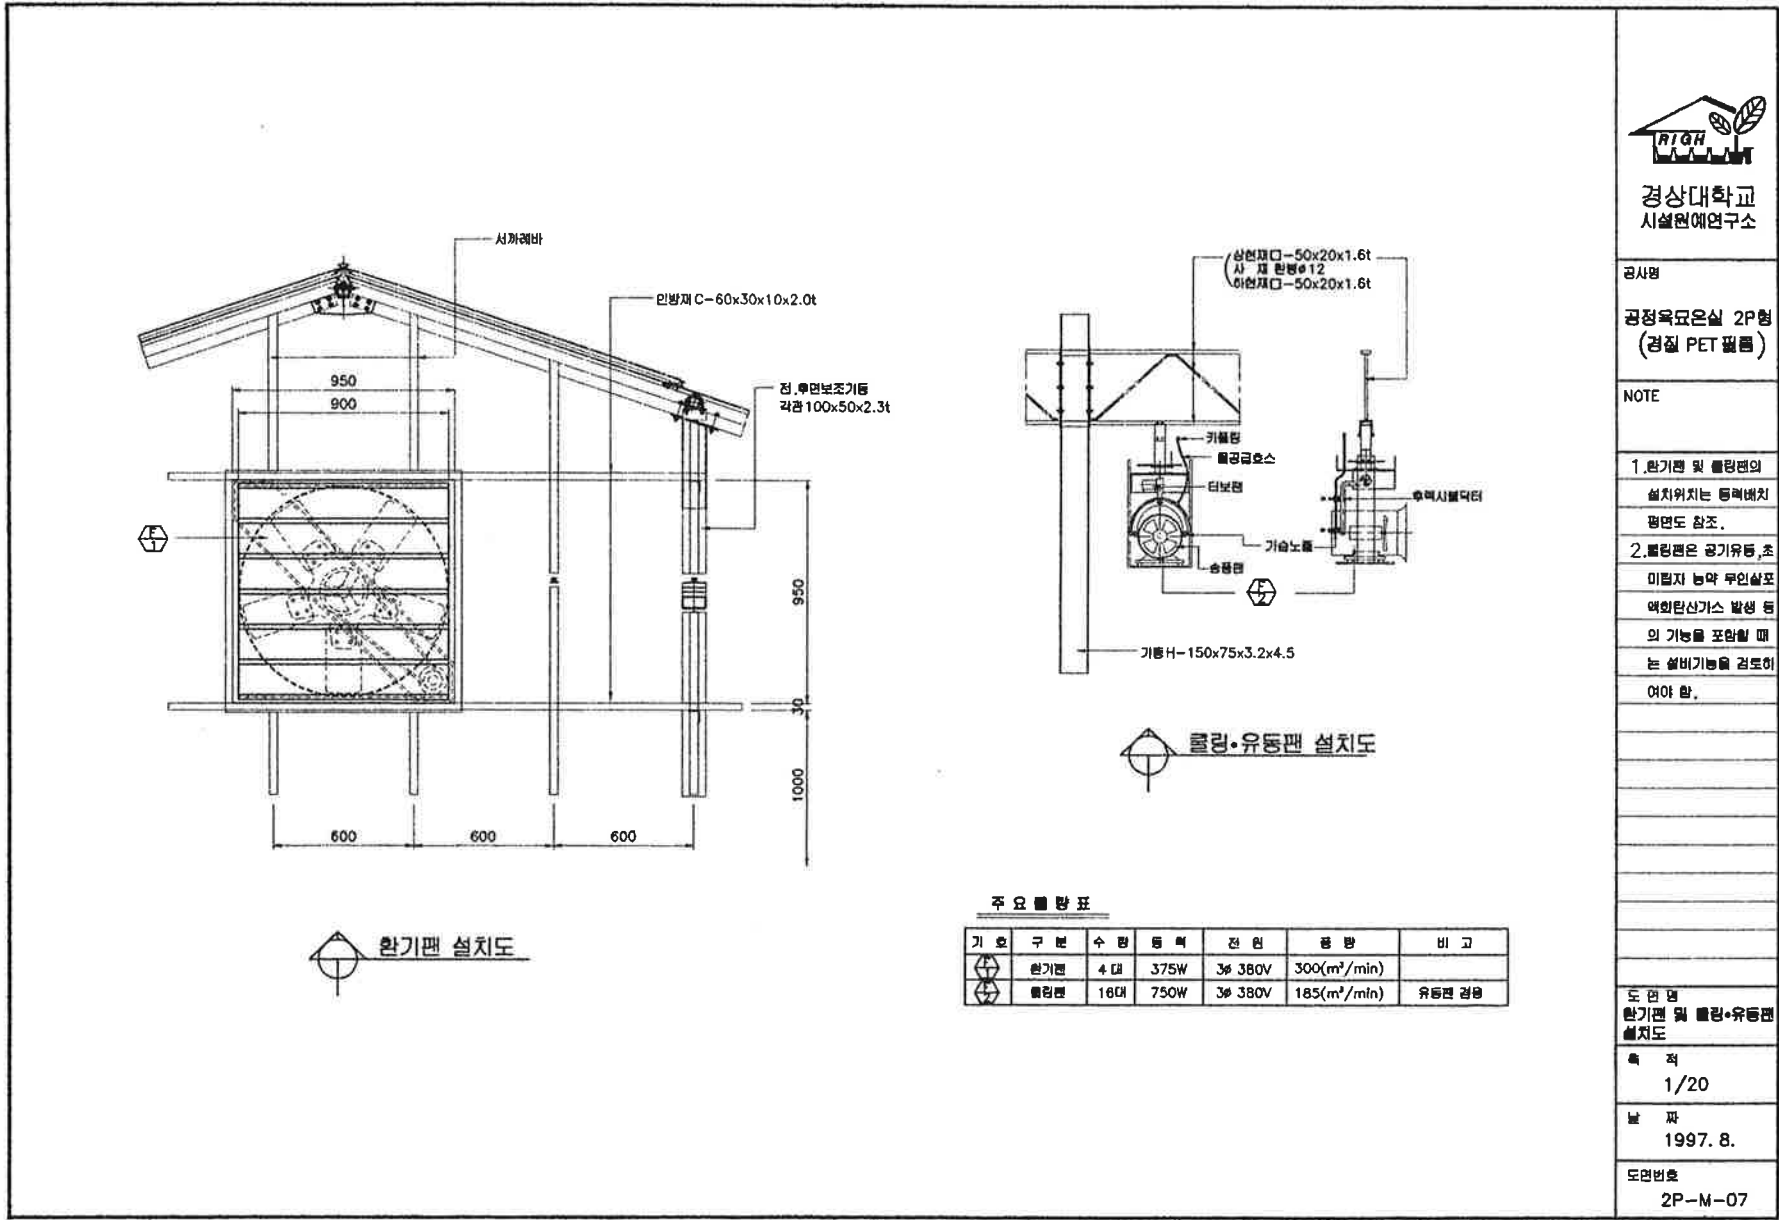 서까래바
인방재 C-60x30x10x2.0t
950
900
전,후면보조기둥
각관100x50x2.3t
F
1
950
30
1000
600
600
600
환기팬 설치도
상현재□-50x20x1.6t
사 재 환봉ø12
하현재□-50x20x1.6t
카플링
물공급호스
터보팬
가습노즐
송풍팬
F
2
기둥H-150x75x3.2x4.5
쿨링•유동팬 설치도
주 요 물 량 표
기 호 구 분 수 량 동 력 전 원 풍 량 비 고
F 1 환기팬 4 대 375W 3ø 380V 300(m³/min)
F 2 쿨링팬 16대 750W 3ø 380V 185(m³/min) 유동팬 겸용
RIGH
경상대학교
시설원예연구소
공사명
공정육묘온실 2P형
(경질 PET 필름)
NOTE
1.환기팬 및 쿨링팬의
설치위치는 동력배치
평면도 참조.
2.쿨링팬은 공기유동,초
미립자 농약 무인살포
액화탄산가스 발생 등
의 기능을 포함할 때
는 설비기능을 검토하
여야 함.
도 면 명
환기팬 및 쿨링•유동팬
설치도
축 척
1/20
날 짜
1997. 8.
도면번호
2P-M-07